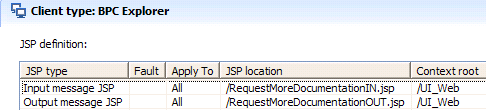 Client type: BPC Explorer
JSP definition:
JSP type Fault Apply To JSP location Context root
Input message JSP All /RequestMoreDocumentationIN.jsp /UI_Web
Output message JSP All /RequestMoreDocumentationOUT.jsp /UI_Web